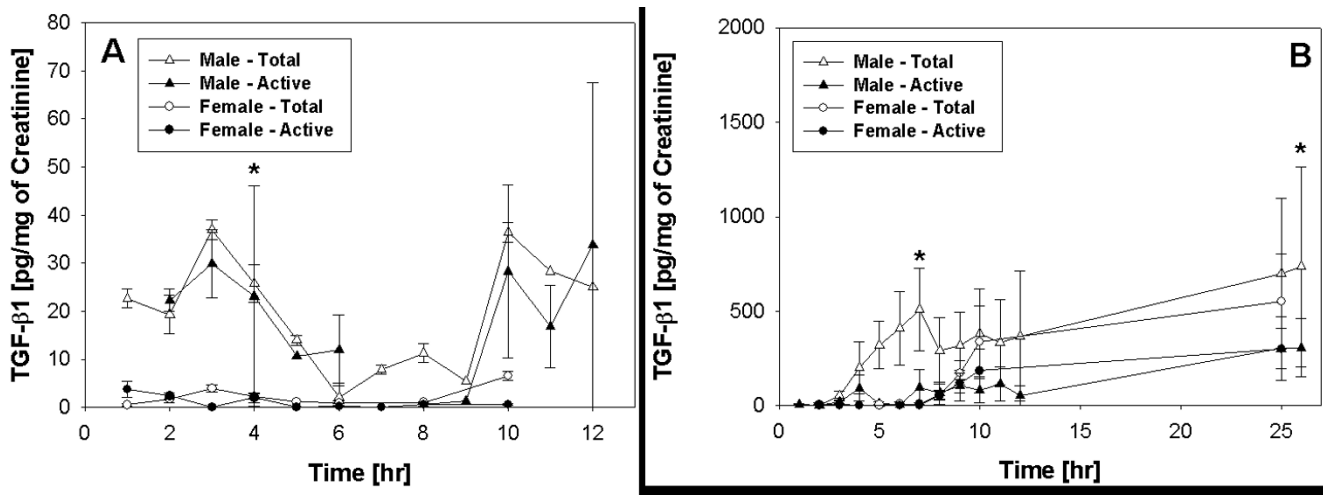 A
Male - Total
Male - Active
Female - Total
Female - Active
*
TGF-β1 [pg/mg of Creatinine]
80
70
60
50
40
30
20
10
0
0 2 4 6 8 10 12
Time [hr]
B
Male - Total
Male - Active
Female - Total
Female - Active
*
*
TGF-β1 [pg/mg of Creatinine]
2000
1500
1000
500
0
0 5 10 15 20 25
Time [hr]